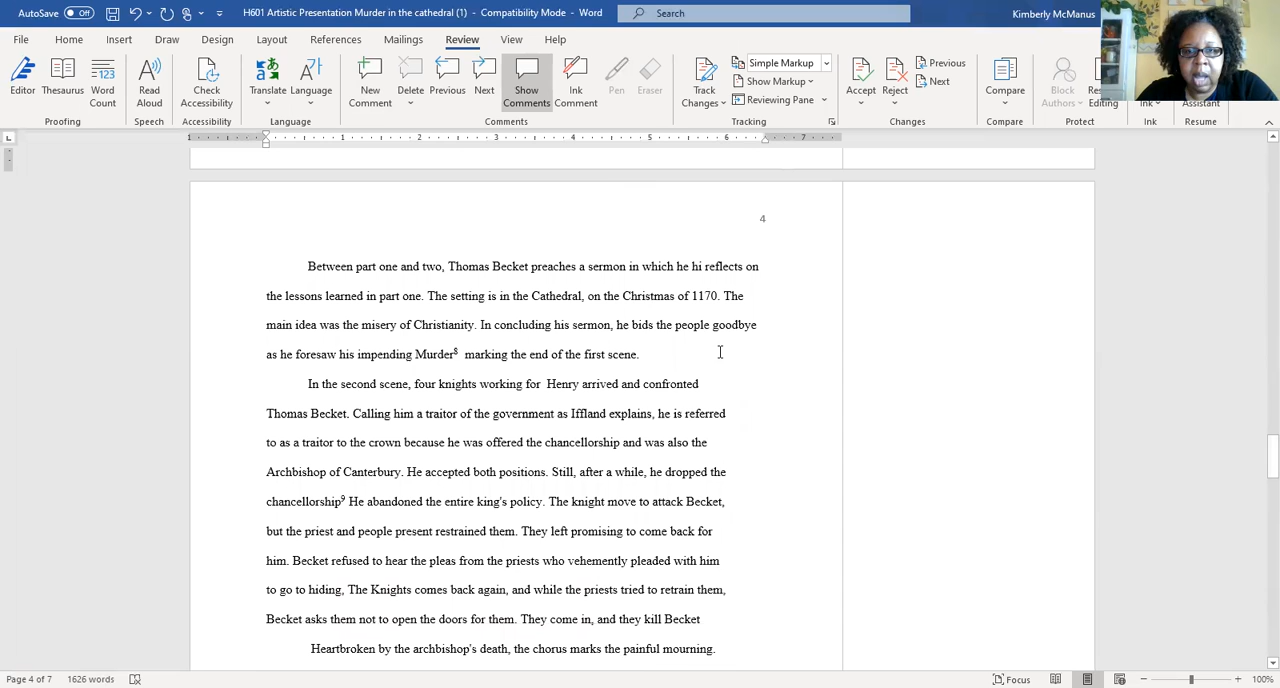 AutoSave Off H601 Artistic Presentation Murder in the cathedral (1) - Compatibility Mode - Word Search Kimberly McManus
File Home Insert Draw Design Layout References Mailings Review View Help
Editor Thesaurus Word Count Read Aloud Check Accessibility Translate Language New Comment Delete Previous Next Show Comments Ink Comment Pen Eraser Track Changes Simple Markup Show Markup Reviewing Pane Accept Reject Previous Next Compare Block Authors Editing Ink Assistant
Proofing Speech Accessibility Language Comments Tracking Changes Compare Protect Ink Resume
1 1 2 3 4 5 6 7
4
Between part one and two, Thomas Becket preaches a sermon in which he hi reflects on
the lessons learned in part one. The setting is in the Cathedral, on the Christmas of 1170. The
main idea was the misery of Christianity. In concluding his sermon, he bids the people goodbye
as he foresaw his impending Murder8 marking the end of the first scene.
In the second scene, four knights working for Henry arrived and confronted
Thomas Becket. Calling him a traitor of the government as Iffland explains, he is referred
to as a traitor to the crown because he was offered the chancellorship and was also the
Archbishop of Canterbury. He accepted both positions. Still, after a while, he dropped the
chancellorship9 He abandoned the entire king's policy. The knight move to attack Becket,
but the priest and people present restrained them. They left promising to come back for
him. Becket refused to hear the pleas from the priests who vehemently pleaded with him
to go to hiding, The Knights comes back again, and while the priests tried to retrain them,
Becket asks them not to open the doors for them. They come in, and they kill Becket
Heartbroken by the archbishop's death, the chorus marks the painful mourning.
Page 4 of 7 1626 words Focus 100%